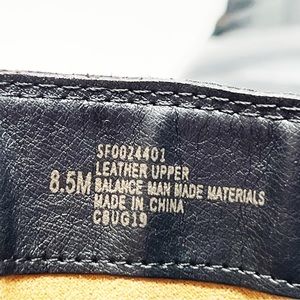 SF0024401
LEATHER UPPER
8.5M BALANCE MAN MADE MATERIALS
MADE IN CHINA
C8UG19